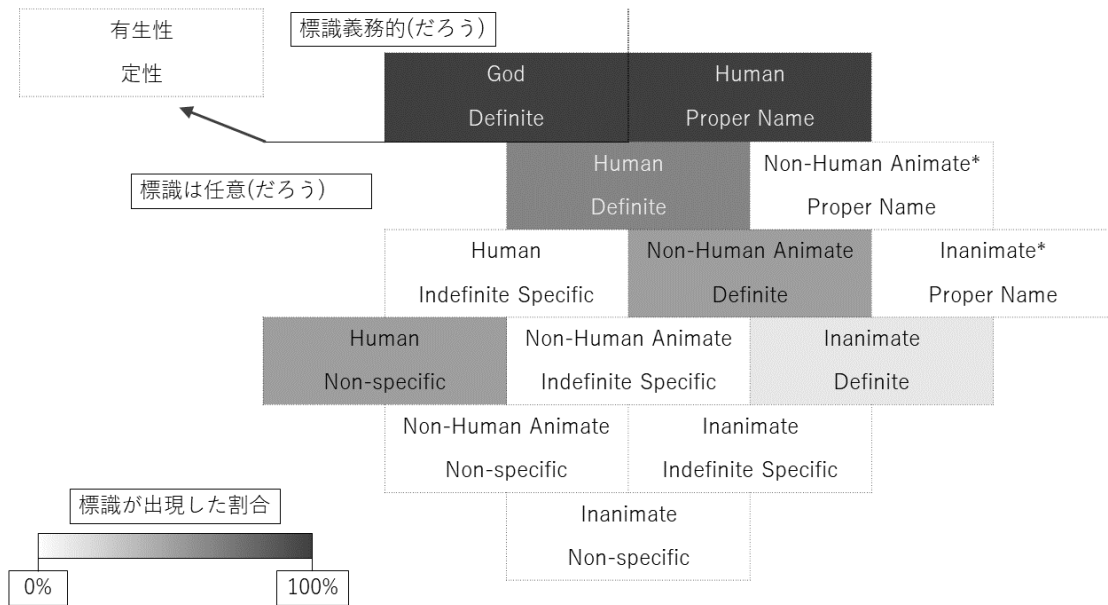 有生性
定性
標識義務的(だろう)
God
Definite
Human
Proper Name
標識は任意(だろう)
Human
Definite
Non-Human Animate*
Proper Name
Human
Indefinite Specific
Non-Human Animate
Definite
Inanimate*
Proper Name
Human
Non-specific
Non-Human Animate
Indefinite Specific
Inanimate
Definite
Non-Human Animate
Non-specific
Inanimate
Indefinite Specific
Inanimate
Non-specific
標識が出現した割合
0%
100%